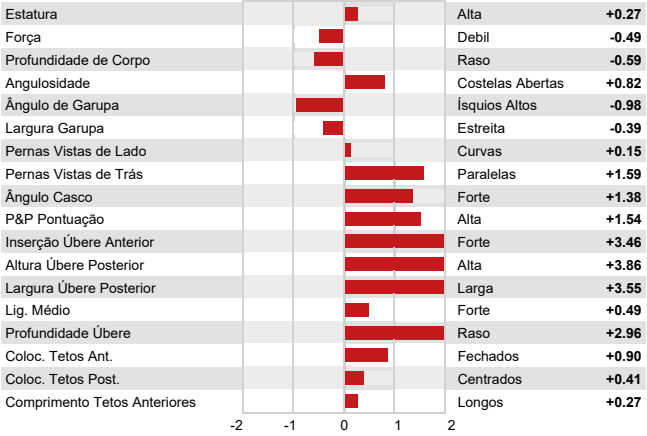 Estatura Alta +0.27
Força Debil -0.49
Profundidade de Corpo Raso -0.59
Angulosidade Costelas Abertas +0.82
Ângulo de Garupa Ísquios Altos -0.98
Largura Garupa Estreita -0.39
Pernas Vistas de Lado Curvas +0.15
Pernas Vistas de Trás Paralelas +1.59
Ângulo Casco Forte +1.38
P&P Pontuação Alta +1.54
Inserção Úbere Anterior Forte +3.46
Altura Úbere Posterior Alta +3.86
Largura Úbere Posterior Larga +3.55
Lig. Médio Forte +0.49
Profundidade Úbere Raso +2.96
Coloc. Tetos Ant. Fechados +0.90
Coloc. Tetos Post. Centrados +0.41
Comprimento Tetos Anteriores Longos +0.27
-2 -1 0 1 2